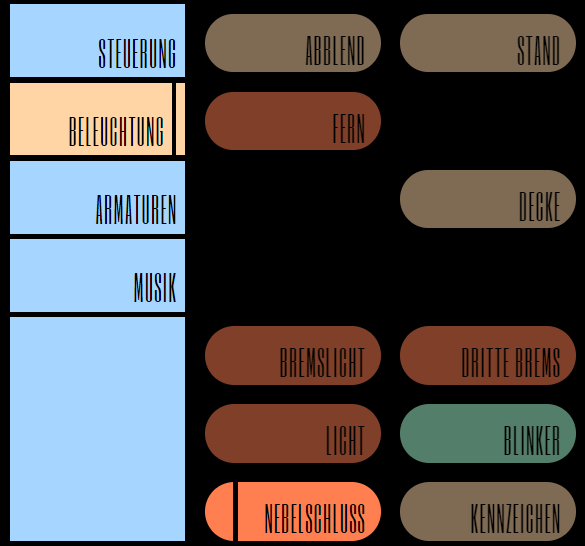 STEUERUNG
ABBLEND
STAND
BELEUCHTUNG
FERN
ARMATUREN
DECKE
MUSIK
BREMSLICHT
DRITTE BREMS
LICHT
BLINKER
NEBELSCHLUSS
KENNZEICHEN